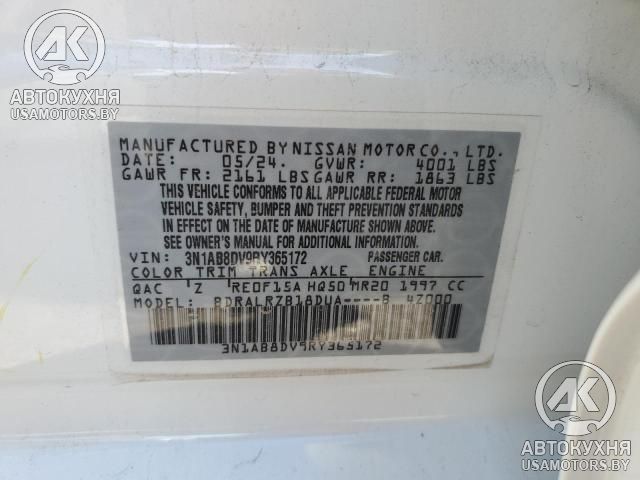 АВТОКУХНЯ
USAMOTORS.BY
MANUFACTURED BY NISSAN MOTOR CO., LTD.
DATE: 05/24. GVWR: 4001 LBS
GAWR FR: 2161 LBS GAWR RR: 1863 LBS
THIS VEHICLE CONFORMS TO ALL APPLICABLE FEDERAL MOTOR
VEHICLE SAFETY, BUMPER AND THEFT PREVENTION STANDARDS
IN EFFECT ON THE DATE OF MANUFACTURE SHOWN ABOVE.
SEE OWNER'S MANUAL FOR ADDITIONAL INFORMATION.
VIN: 3N1AB8DV9RY365172 PASSENGER CAR.
COLOR TRIM TRANS AXLE ENGINE
QAC Z RE0F15A HQ50 MR20 1997 CC
MODEL: BDRALRZB18DUA----B 4Z000
3N1AB8DV9RY365172
АВТОКУХНЯ
USAMOTORS.BY